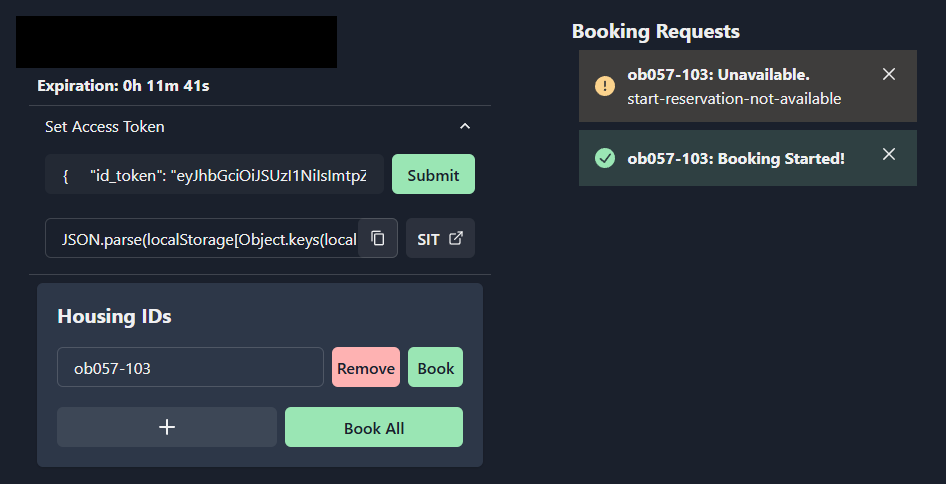 Expiration: 0h 11m 41s
Set Access Token
{ "id_token": "eyJhbGciOiJSUzI1NiIsImtpZ
Submit
JSON.parse(localStorage[Object.keys(local
SIT
Housing IDs
ob057-103
Remove
Book
Book All
Booking Requests
ob057-103: Unavailable.
start-reservation-not-available
ob057-103: Booking Started!